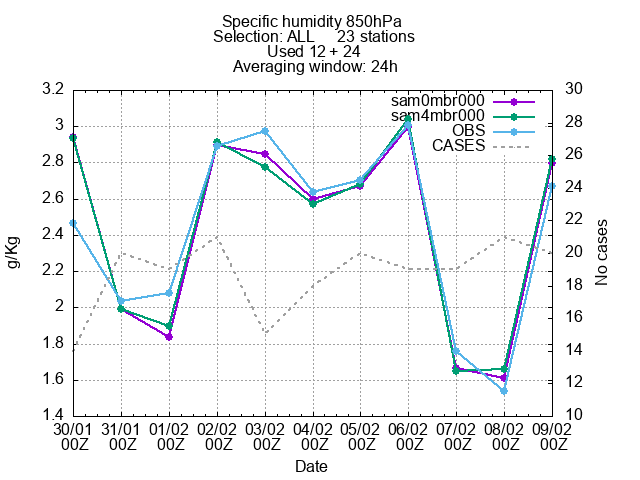 Specific humidity 850hPa
Selection: ALL 23 stations
Used 12 + 24
Averaging window: 24h
sam0mbr000
sam4mbr000
OBS
CASES
3.2
3
2.8
2.6
2.4
2.2
2
1.8
1.6
1.4
g/Kg
30
28
26
24
22
20
18
16
14
12
10
No cases
30/01 31/01 01/02 02/02 03/02 04/02 05/02 06/02 07/02 08/02 09/02
00Z 00Z 00Z 00Z 00Z 00Z 00Z 00Z 00Z 00Z 00Z
Date